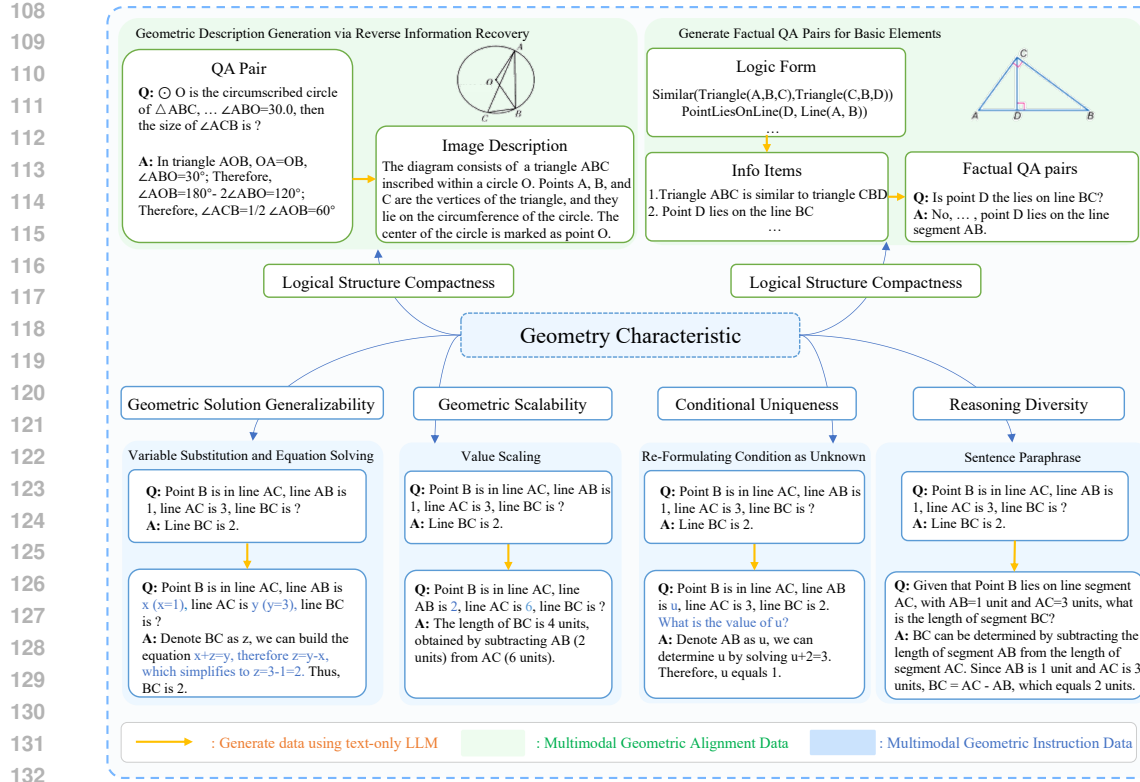 108
109
110
111
112
113
114
115
116
117
118
119
120
121
122
123
124
125
126
127
128
129
130
131
132
Geometric Description Generation via Reverse Information Recovery
QA Pair
Q: ⊙ O is the circumscribed circle
of △ABC, … ∠ABO=30.0, then
the size of ∠ACB is ?
A: In triangle AOB, OA=OB,
∠ABO=30°; Therefore,
∠AOB=180°- 2∠ABO=120°;
Therefore, ∠ACB=1/2 ∠AOB=60°
A
O
C
B
Image Description
The diagram consists of a triangle ABC
inscribed within a circle O. Points A, B, and
C are the vertices of the triangle, and they
lie on the circumference of the circle. The
center of the circle is marked as point O.
Generate Factual QA Pairs for Basic Elements
Logic Form
Similar(Triangle(A,B,C),Triangle(C,B,D))
PointLiesOnLine(D, Line(A, B))
…
C
A
D
B
Info Items
1.Triangle ABC is similar to triangle CBD
2. Point D lies on the line BC
…
Factual QA pairs
Q: Is point D the lies on line BC?
A: No, … , point D lies on the line
segment AB.
Logical Structure Compactness
Logical Structure Compactness
Geometry Characteristic
Geometric Solution Generalizability
Geometric Scalability
Conditional Uniqueness
Reasoning Diversity
Variable Substitution and Equation Solving
Q: Point B is in line AC, line AB is
1, line AC is 3, line BC is ?
A: Line BC is 2.
Q: Point B is in line AC, line AB is
x (x=1), line AC is y (y=3), line BC
is ?
A: Denote BC as z, we can build the
equation x+z=y, therefore z=y-x,
which simplifies to z=3-1=2. Thus,
BC is 2.
Value Scaling
Q: Point B is in line AC, line AB is
1, line AC is 3, line BC is ?
A: Line BC is 2.
Q: Point B is in line AC, line
AB is 2, line AC is 6, line BC is ?
A: The length of BC is 4 units,
obtained by subtracting AB (2
units) from AC (6 units).
Re-Formulating Condition as Unknown
Q: Point B is in line AC, line AB is
1, line AC is 3, line BC is ?
A: Line BC is 2.
Q: Point B is in line AC, line AB
is u, line AC is 3, line BC is 2.
What is the value of u?
A: Denote AB as u, we can
determine u by solving u+2=3.
Therefore, u equals 1.
Sentence Paraphrase
Q: Point B is in line AC, line AB is
1, line AC is 3, line BC is ?
A: Line BC is 2.
Q: Given that Point B lies on line segment
AC, with AB=1 unit and AC=3 units, what
is the length of segment BC?
A: BC can be determined by subtracting the
length of segment AB from the length of
segment AC. Since AB is 1 unit and AC is 3
units, BC = AC - AB, which equals 2 units.
: Generate data using text-only LLM
: Multimodal Geometric Alignment Data
: Multimodal Geometric Instruction Data